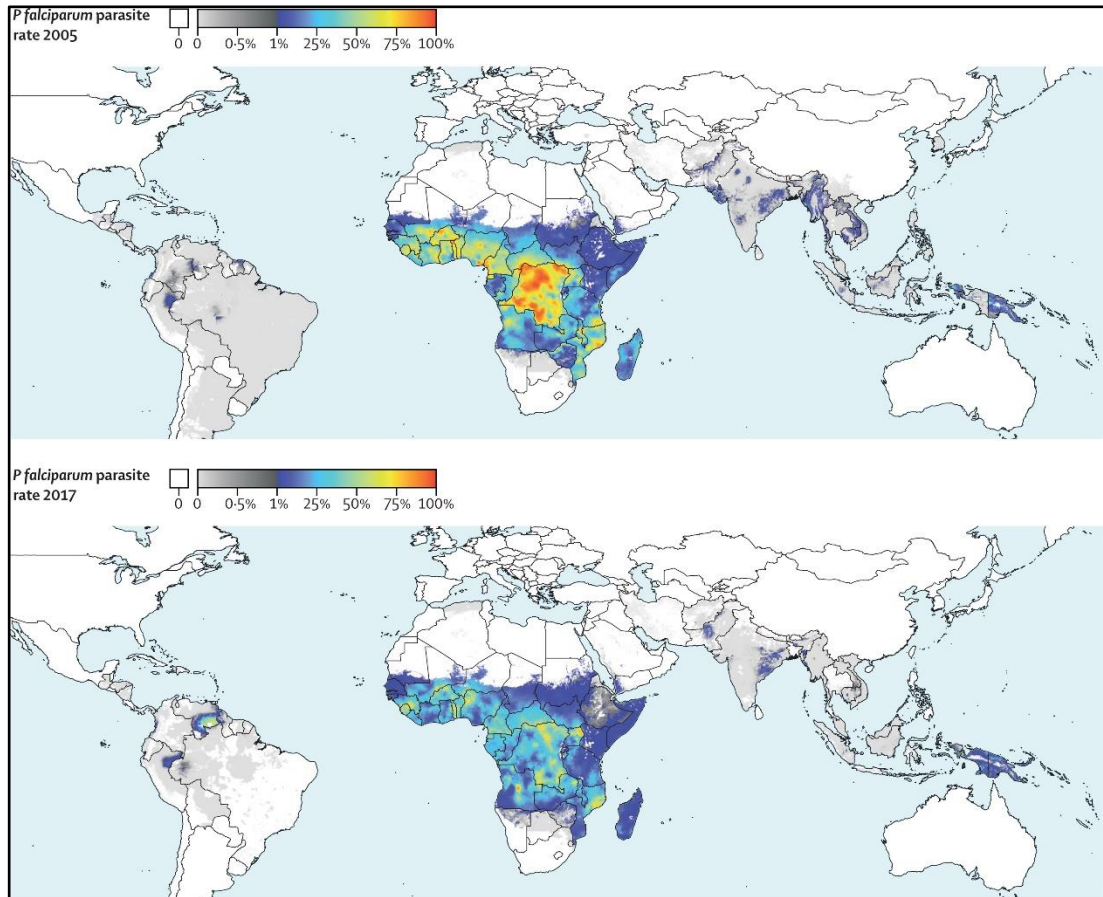 P falciparum parasite
rate 2005
0 0 0·5% 1% 25% 50% 75% 100%
P falciparum parasite
rate 2017
0 0 0·5% 1% 25% 50% 75% 100%